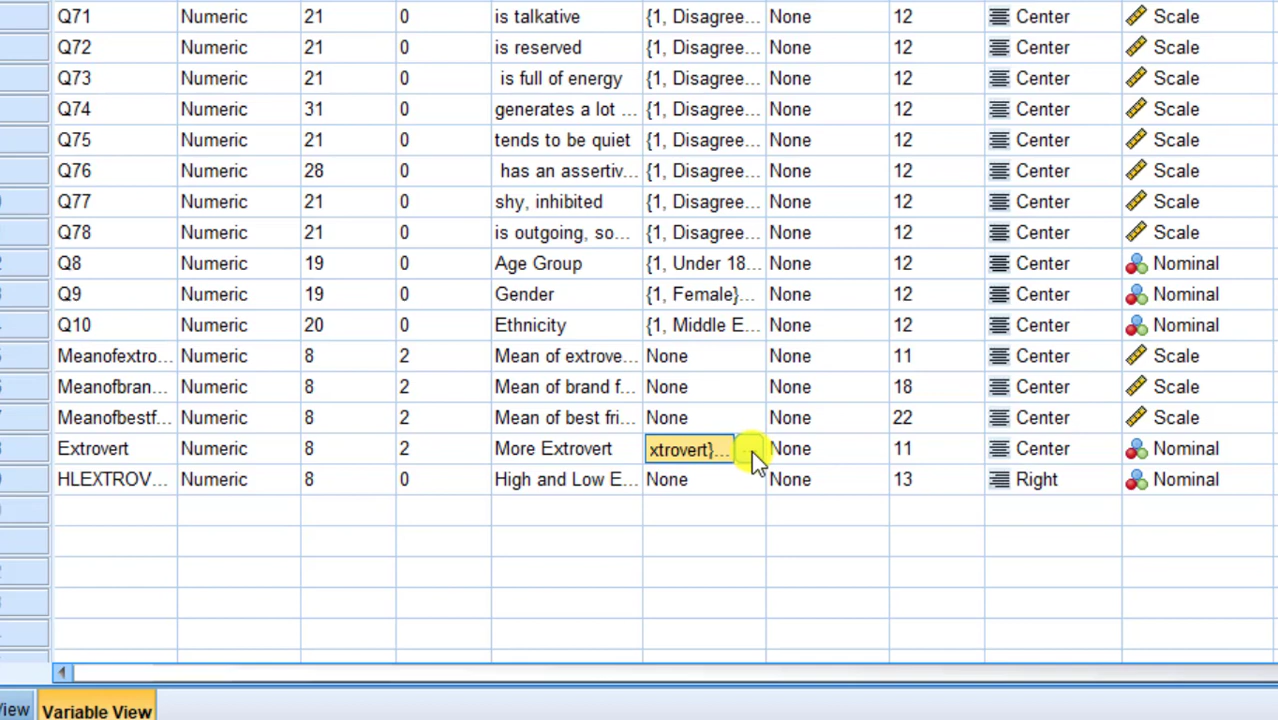 Q71 Numeric 21 0 is talkative {1, Disagree... None 12 Center Scale
Q72 Numeric 21 0 is reserved {1, Disagree... None 12 Center Scale
Q73 Numeric 21 0 is full of energy {1, Disagree... None 12 Center Scale
Q74 Numeric 31 0 generates a lot ... {1, Disagree... None 12 Center Scale
Q75 Numeric 21 0 tends to be quiet {1, Disagree... None 12 Center Scale
Q76 Numeric 28 0 has an assertiv... {1, Disagree... None 12 Center Scale
Q77 Numeric 21 0 shy, inhibited {1, Disagree... None 12 Center Scale
Q78 Numeric 21 0 is outgoing, so... {1, Disagree... None 12 Center Scale
Q8 Numeric 19 0 Age Group {1, Under 18... None 12 Center Nominal
Q9 Numeric 19 0 Gender {1, Female}... None 12 Center Nominal
Q10 Numeric 20 0 Ethnicity {1, Middle E... None 12 Center Nominal
Meanofextro... Numeric 8 2 Mean of extrove... None None 11 Center Scale
Meanofbran... Numeric 8 2 Mean of brand f... None None 18 Center Scale
Meanofbestf... Numeric 8 2 Mean of best fri... None None 22 Center Scale
Extrovert Numeric 8 2 More Extrovert xtrovert}... None 11 Center Nominal
HLEXTROV... Numeric 8 0 High and Low E... None None 13 Right Nominal
Variable View